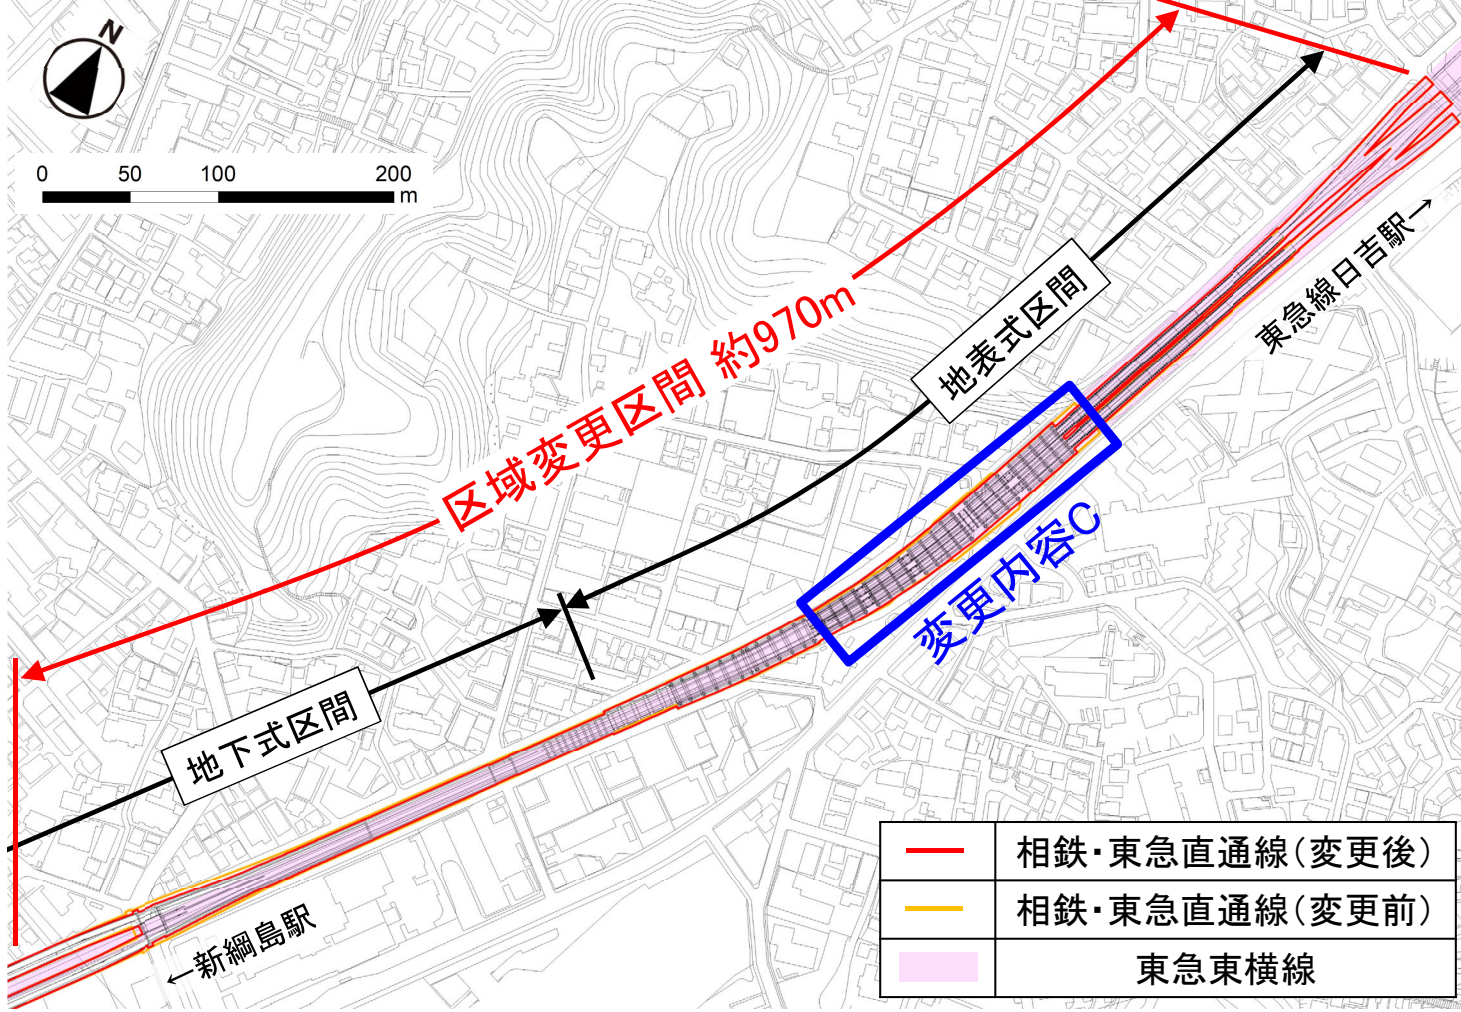 N
0 50 100 200
m
区域変更区間 約970m
地表式区間
東急線日吉駅→
変更内容C
地下式区間
←新綱島駅
相鉄・東急直通線(変更後)
相鉄・東急直通線(変更前)
東急東横線